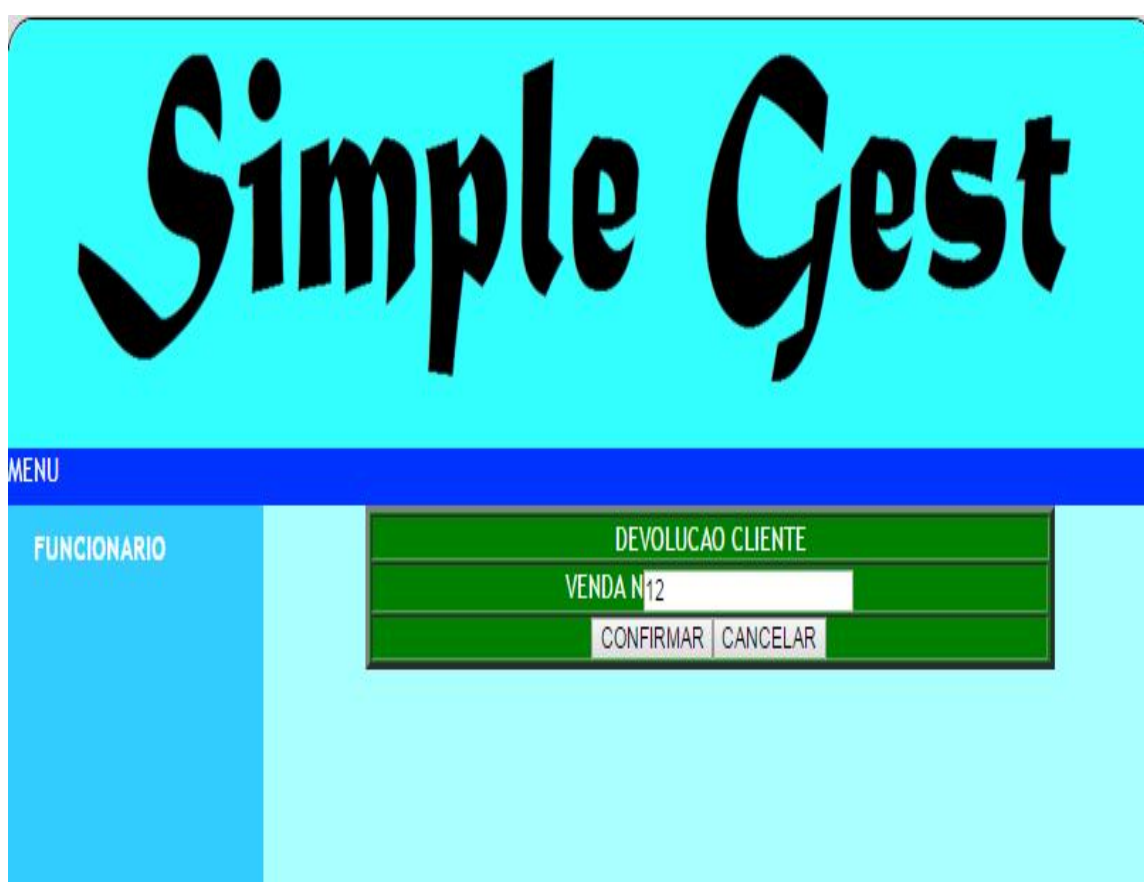 Simple Gest
MENU
FUNCIONARIO
DEVOLUCAO CLIENTE
VENDA N 12
CONFIRMAR CANCELAR